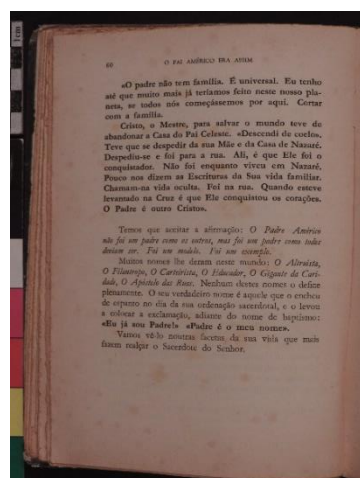 60
O PAI AMÉRICO ERA ASSIM
«O padre não tem família. É universal. Eu tenho
até que muito mais já teríamos feito neste nosso pla-
neta, se todos nós começássemos por aqui. Cortar
com a família.
Cristo, o Mestre, para salvar o mundo teve de
abandonar a Casa do Pai Celeste. «Descendi de coelo».
Teve que se despedir da sua Mãe e da Casa de Nazaré.
Despediu-se e foi para a rua. Ali, é que Ele foi o
conquistador. Não foi enquanto viveu em Nazaré.
Pouco nos dizem as Escrituras da Sua vida familiar.
Chamam-na vida oculta. Foi na rua. Quando esteve
levantado na Cruz é que Ele conquistou os corações.
O Padre é outro Cristo».
Temos que aceitar a afirmação: O Padre Américo
não foi um padre como os outros, mas foi um padre como todos
deviam ser. Foi um modelo. Foi um exemplo.
Muitos nomes lhe deram neste mundo: O Altruísta,
O Filantropo, O Carteirista, O Educador, O Gigante da Cari-
dade, O Apóstolo das Ruas. Nenhum destes nomes o define
plenamente. O seu verdadeiro nome é aquele que o encheu
de espanto no dia da sua ordenação sacerdotal, e o levou
a colocar a exclamação, adiante do nome de baptismo:
«Eu já sou Padre!» «Padre é o meu nome».
Vamos vê-lo noutras facetas da sua vida que mais
fazem realçar o Sacerdote do Senhor.
1cm